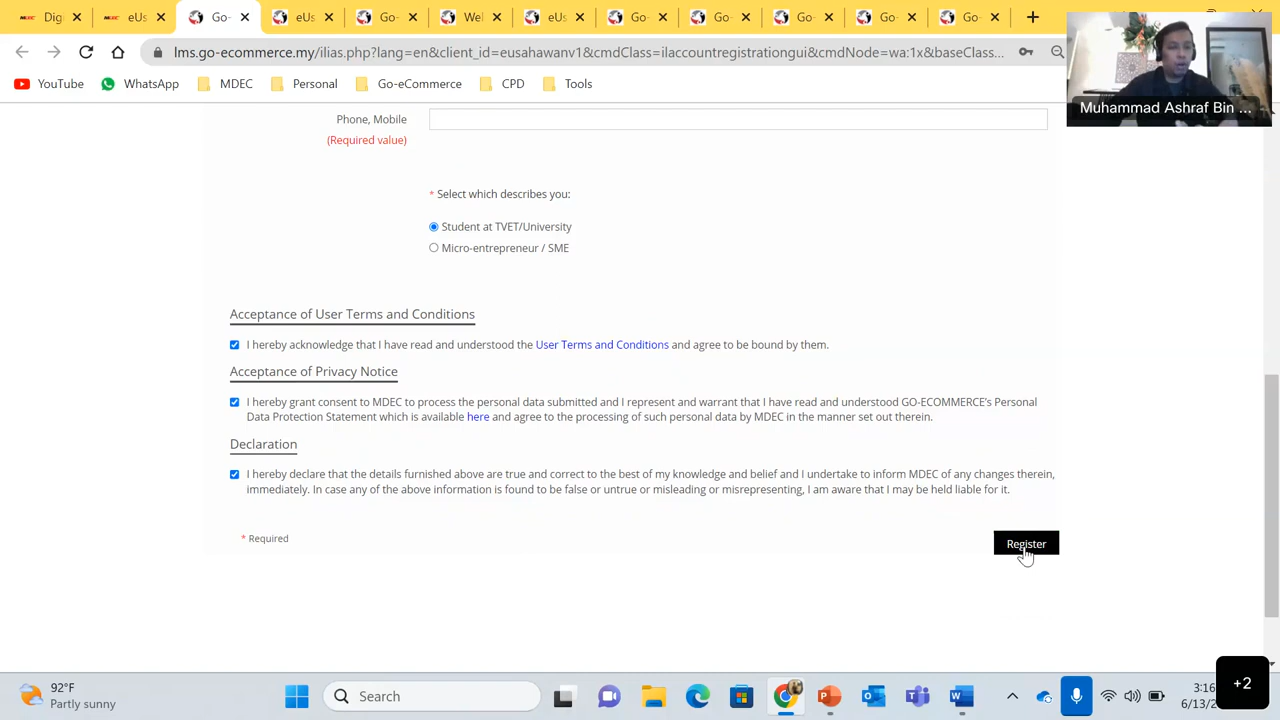 Dig
eUs
Go-
eUs
Go-
Wel
eUs
Go-
Go-
Go-
Go-
Go-
lms.go-ecommerce.my/ilias.php?lang=en&client_id=eaglewanv1&cmdClass=ilaccountregistrationgui&cmdNode=wa:1x&baseClass...
YouTube WhatsApp MDEC Personal Go-eCommerce CPD Tools
Muhammad Ashraf Bin ...
Phone, Mobile
(Required value)
* Select which describes you:
Student at TVET/University
Micro-entrepreneur / SME
Acceptance of User Terms and Conditions
I hereby acknowledge that I have read and understood the User Terms and Conditions and agree to be bound by them.
Acceptance of Privacy Notice
I hereby grant consent to MDEC to process the personal data submitted and I represent and warrant that I have read and understood GO-ECOMMERCE's Personal
Data Protection Statement which is available here and agree to the processing of such personal data by MDEC in the manner set out therein.
Declaration
I hereby declare that the details furnished above are true and correct to the best of my knowledge and belief and I undertake to inform MDEC of any changes therein,
immediately. In case any of the above information is found to be false or untrue or misleading or misrepresenting, I am aware that I may be held liable for it.
* Required
Register
+2
92°F
Partly sunny
Search
3:16
6/13/2